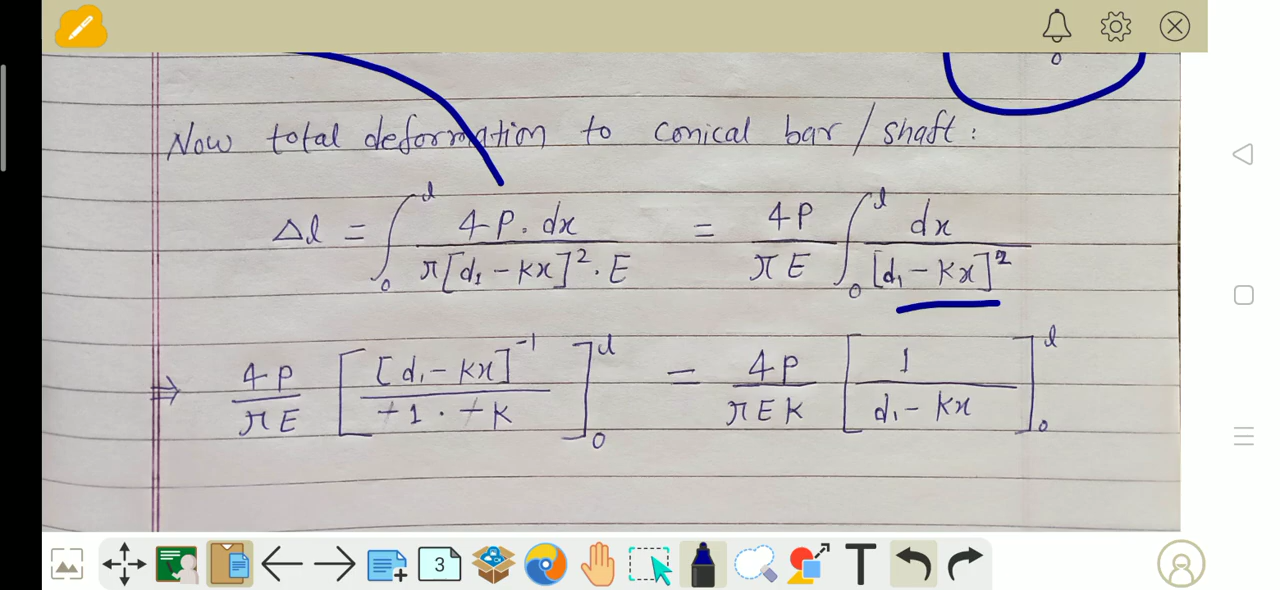 0
Now total deformation to conical bar / shaft :
Δl = ∫₀ˡ 4P. dx / π[d₁ - kx]². E = 4P / πE ∫₀ˡ dx / [d₁ - kx]²
⇒ 4P / πE [ [d₁ - kx]⁻¹ / +1 . +K ]₀ˡ = 4P / πEK [ 1 / d₁ - kx ]₀ˡ
3
T